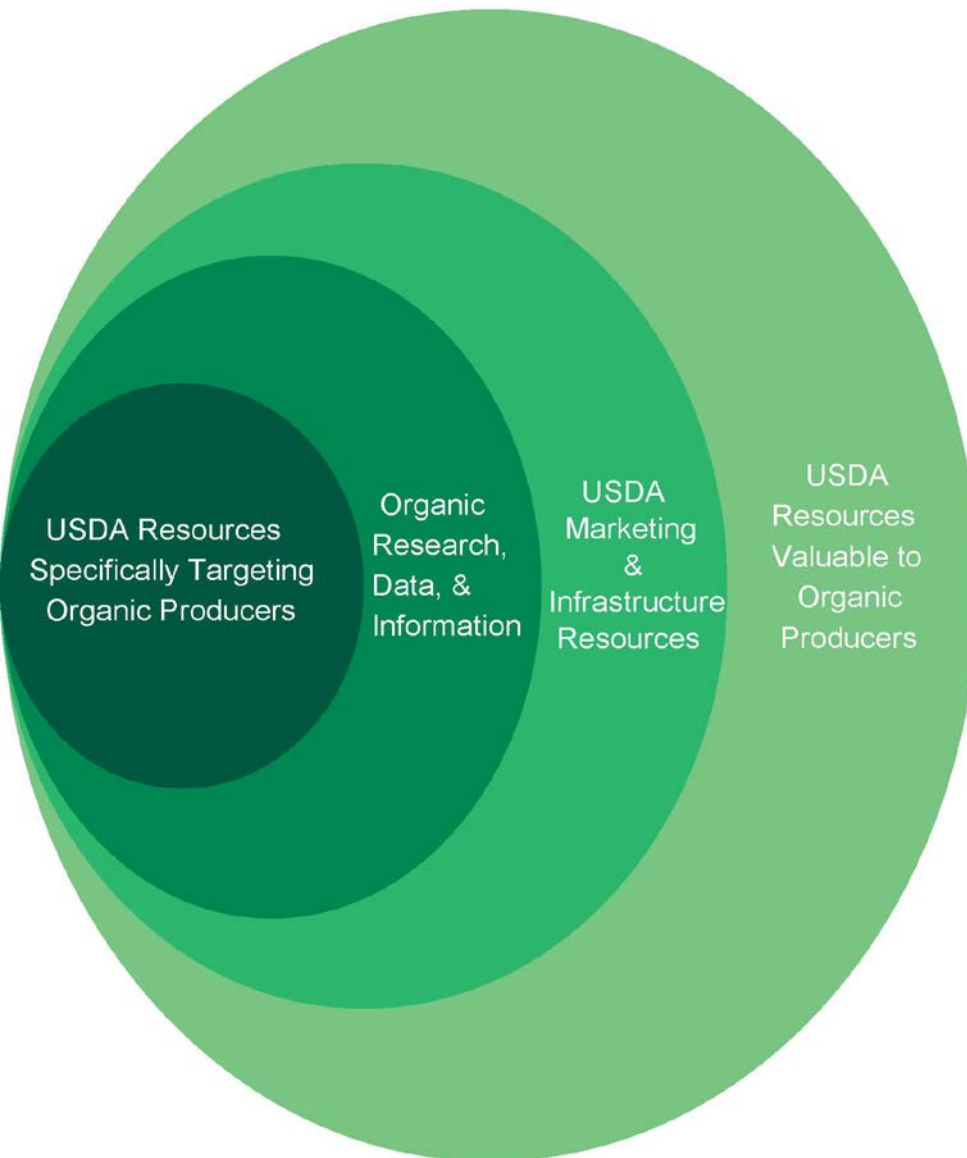 USDA Resources
Specifically Targeting
Organic Producers
Organic
Research,
Data, &
Information
USDA
Marketing
&
Infrastructure
Resources
USDA
Resources
Valuable to
Organic
Producers